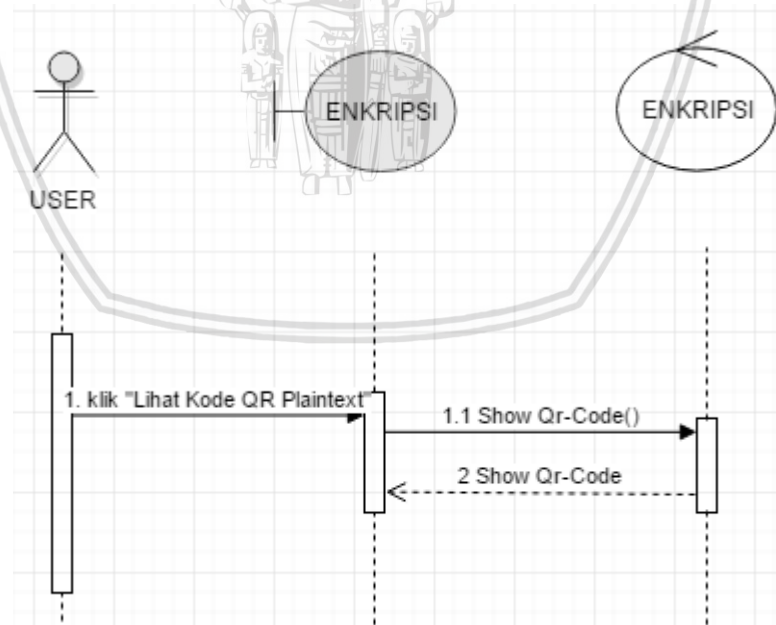 ENKRIPSI
ENKRIPSI
USER
1. klik "Lihat Kode QR Plaintext"
1.1 Show Qr-Code()
2 Show Qr-Code